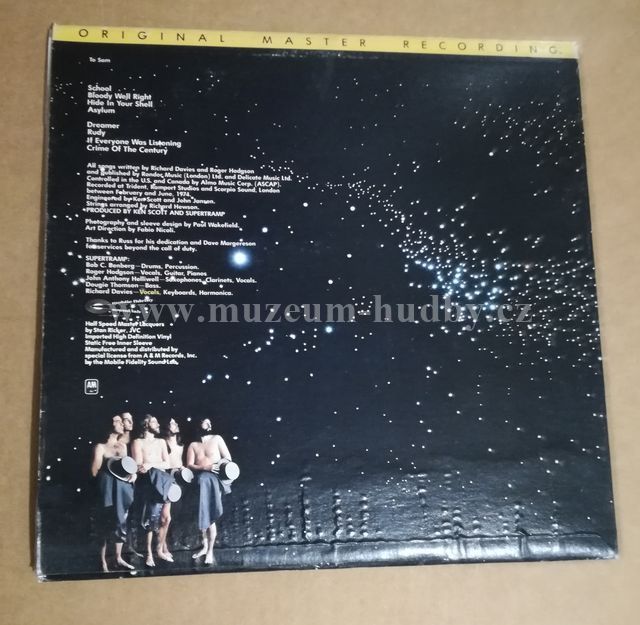 ORIGINAL MASTER RECORDING
To Sam
School
Bloody Well Right
Hide In Your Shell
Asylum
Dreamer
Rudy
If Everyone Was Listening
Crime Of The Century
All songs written by Richard Davies and Roger Hodgson
and published by Rondor Music (London) Ltd. and Delicate Music Ltd.
Controlled in the U.S. and Canada by Almo Music Corp. (ASCAP).
Recorded at Trident, Ramport Studios and Scorpio Sound, London
between February and June, 1974.
Engineered by Ken Scott and John Jansen.
Strings arranged by Richard Hewson.
PRODUCED BY KEN SCOTT AND SUPERTRAMP
Photography and sleeve design by Paul Wakefield.
Art Direction by Fabio Nicoli.
Thanks to Russ for his dedication and Dave Margereson
for services beyond the call of duty.
SUPERTRAMP:
Bob C. Benberg—Drums, Percussion.
Roger Hodgson—Vocals, Guitar, Pianos
John Anthony Helliwell—Saxophones, Clarinets, Vocals.
Dougie Thomson—Bass.
Richard Davies—Vocals, Keyboards, Harmonica.
www.muzeum-hudby.cz
Half Speed Master Lacquers
by Stan Ricker, JVC
Imported High Definition Vinyl
Static Free Inner Sleeve
Manufactured and distributed by
special license from A & M Records, Inc.
by the Mobile Fidelity Sound Lab.
AM